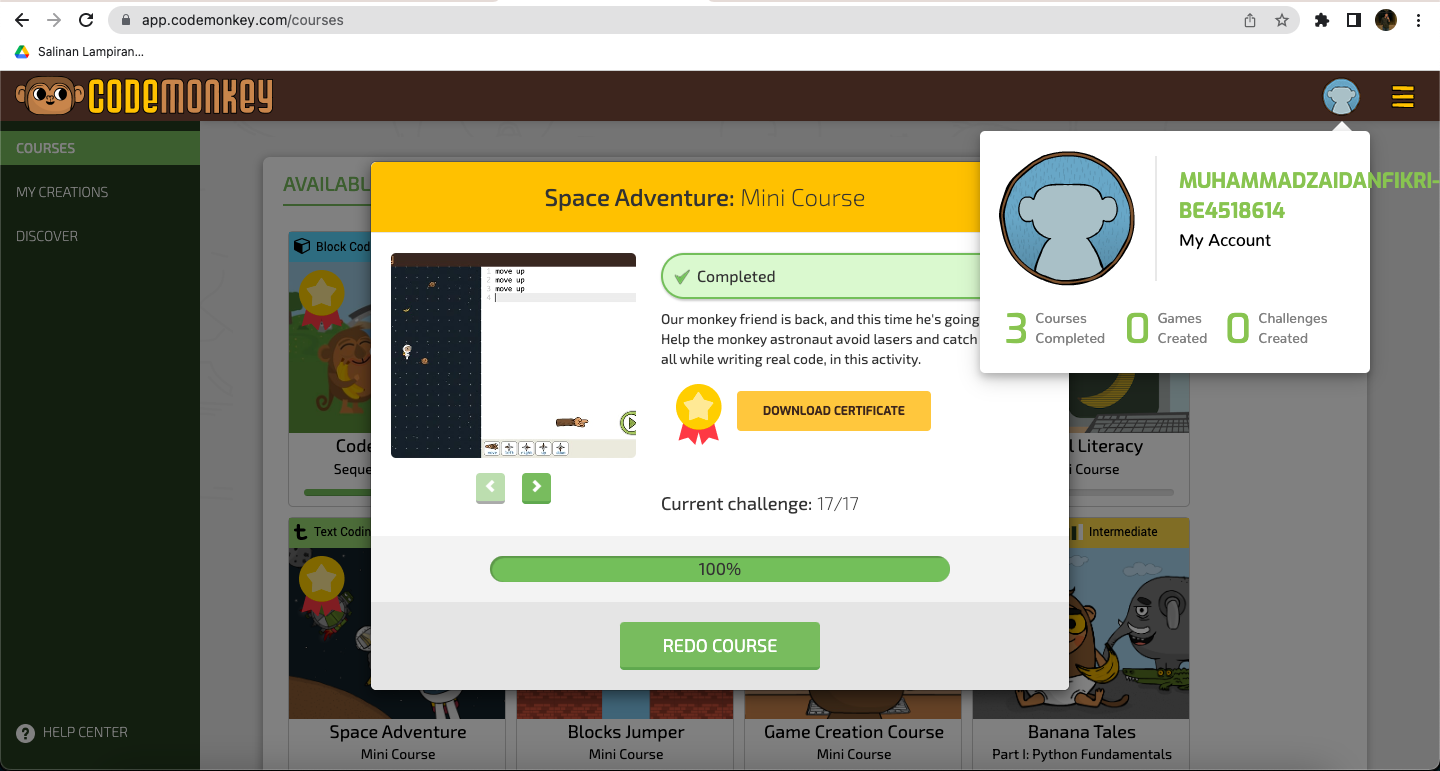 app.codemonkey.com/courses
Salinan Lampiran...
CODEMONKEY
COURSES
MY CREATIONS
DISCOVER
HELP CENTER
AVAILABL
Block Cod
Code
Seque
Text Codin
Space Adventure
Mini Course
Blocks Jumper
Mini Course
Game Creation Course
Mini Course
l Literacy
i Course
Intermediate
Banana Tales
Part I: Python Fundamentals
Space Adventure: Mini Course
1 move up
2 move up
3 move up
4
Completed
Our monkey friend is back, and this time he's going
Help the monkey astronaut avoid lasers and catch
all while writing real code, in this activity.
DOWNLOAD CERTIFICATE
Current challenge: 17/17
100%
REDO COURSE
MUHAMMADZAIDANFIKRI-
BE4518614
My Account
3 Courses Completed
0 Games Created
0 Challenges Created